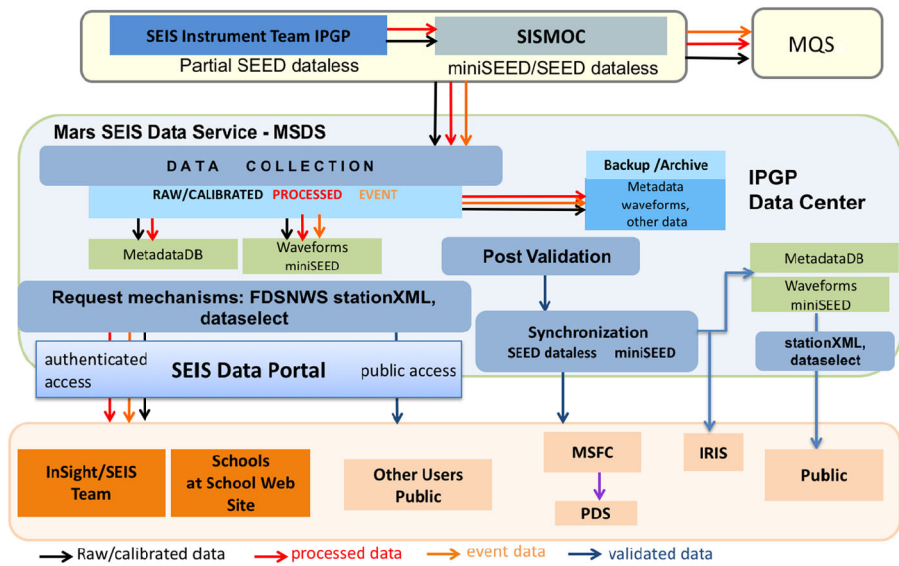 SEIS Instrument Team IPGP
Partial SEED dataless
SISMOC
miniSEED/SEED dataless
MQS
Mars SEIS Data Service - MSDS
DATA COLLECTION
RAW/CALIBRATED PROCESSED EVENT
Backup /Archive
Metadata
waveforms,
other data
IPGP
Data Center
MetadataDB
Waveforms
miniSEED
Post Validation
MetadataDB
Waveforms
miniSEED
Request mechanisms: FDSNWS stationXML,
dataselect
Synchronization
SEED dataless miniSEED
stationXML,
dataselect
authenticated
access
SEIS Data Portal
public access
InSight/SEIS
Team
Schools
at School Web
Site
Other Users
Public
MSFC
PDS
IRIS
Public
Raw/calibrated data
processed data
event data
validated data